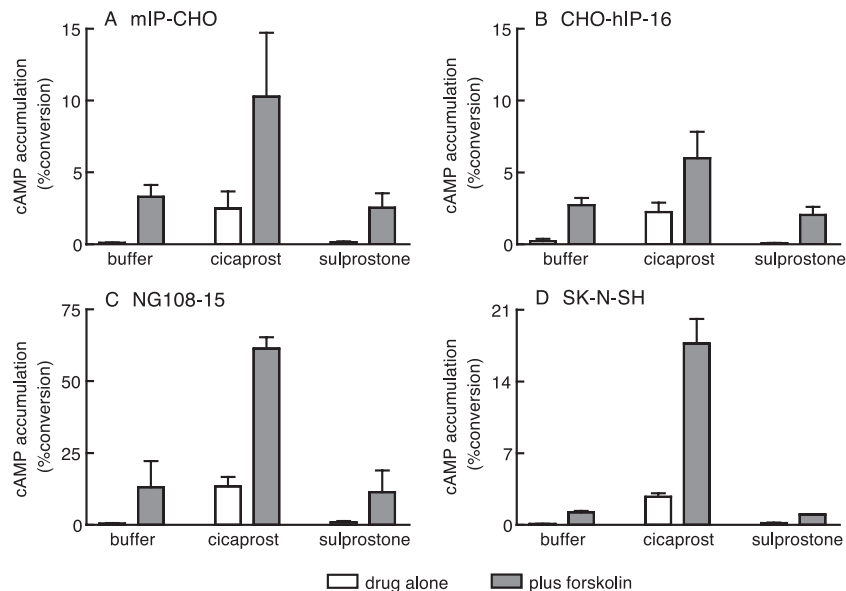 A mIP-CHO
cAMP accumulation
(%conversion)
15
10
5
0
buffer cicaprost sulprostone
B CHO-hIP-16
cAMP accumulation
(%conversion)
15
10
5
0
buffer cicaprost sulprostone
C NG108-15
cAMP accumulation
(%conversion)
75
50
25
0
buffer cicaprost sulprostone
D SK-N-SH
cAMP accumulation
(%conversion)
21
14
7
0
buffer cicaprost sulprostone
drug alone plus forskolin